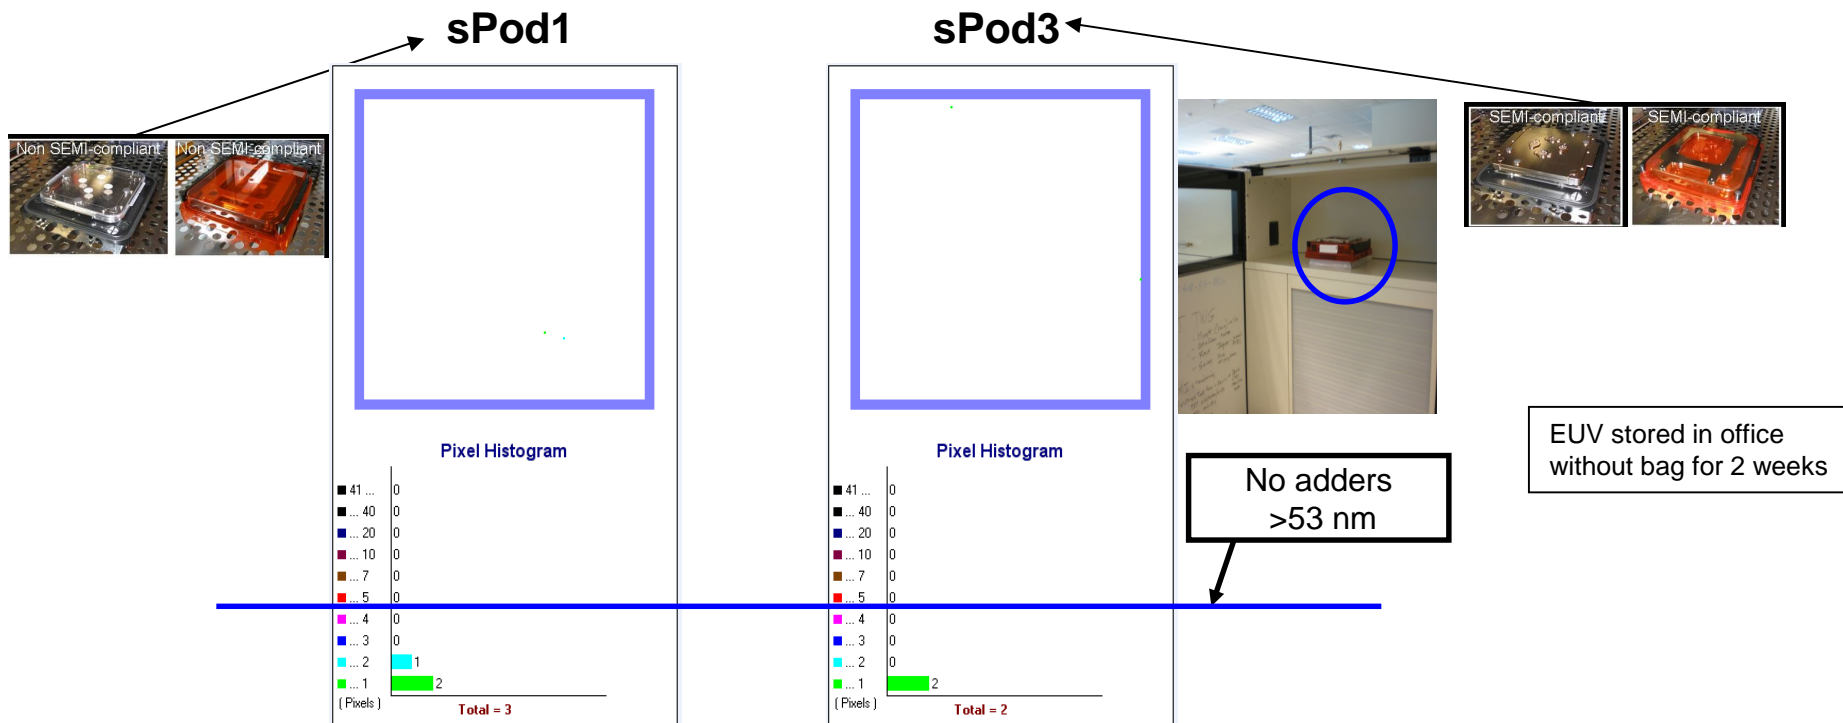 sPod1
sPod3
Non SEMI-compliant
Non SEMI-compliant
SEMI-compliant
SEMI-compliant
Pixel Histogram
41 ... 0
... 40 0
... 20 0
... 10 0
... 7 0
... 5 0
... 4 0
... 3 0
... 2 1
... 1 2
( Pixels )
Total = 3
Pixel Histogram
41 ... 0
... 40 0
... 20 0
... 10 0
... 7 0
... 5 0
... 4 0
... 3 0
... 2 0
... 1 2
( Pixels )
Total = 2
No adders
>53 nm
EUV stored in office
without bag for 2 weeks